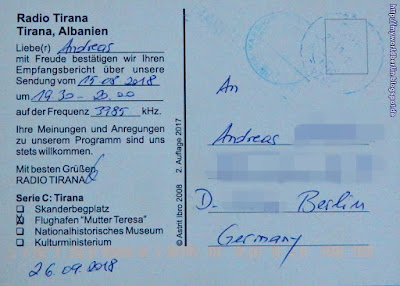 Radio Tirana
Tirana, Albanien
Liebe(r) Andreas
mit Freude bestätigen wir Ihren
Empfangsbericht über unsere
Sendung vom 15.08.2018
um 19.30 - 20.00
auf der Frequenz 3985 kHz.
Ihre Meinungen und Anregungen
zu unserem Programm sind uns
stets willkommen.
Mit besten Grüßen,
RADIO TIRANA
Serie C: Tirana
Skanderbegplatz
Flughafen "Mutter Teresa"
Nationalhistorisches Museum
Kulturministerium
26.09.2018
© Astrit Ibro 2008 2. Auflage 2017
An
Andreas
D- Berlin
Germany